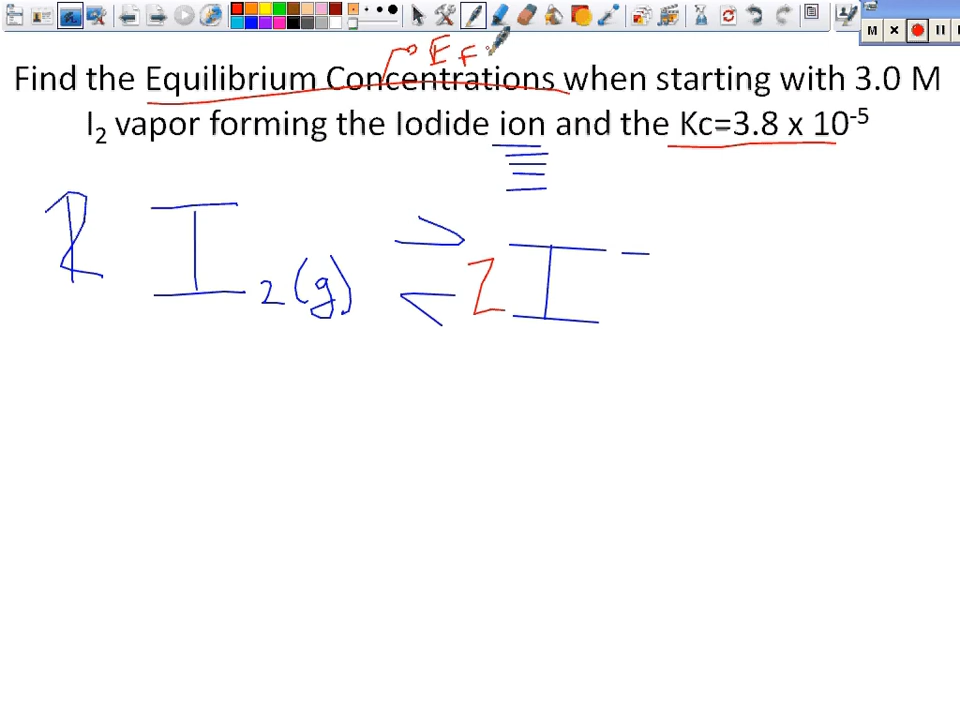 M
r E F
Find the Equilibrium Concentrations when starting with 3.0 M
I₂ vapor forming the Iodide ion and the Kc=3.8 x 10⁻⁵
R I₂(g) ⇌ 2 I⁻